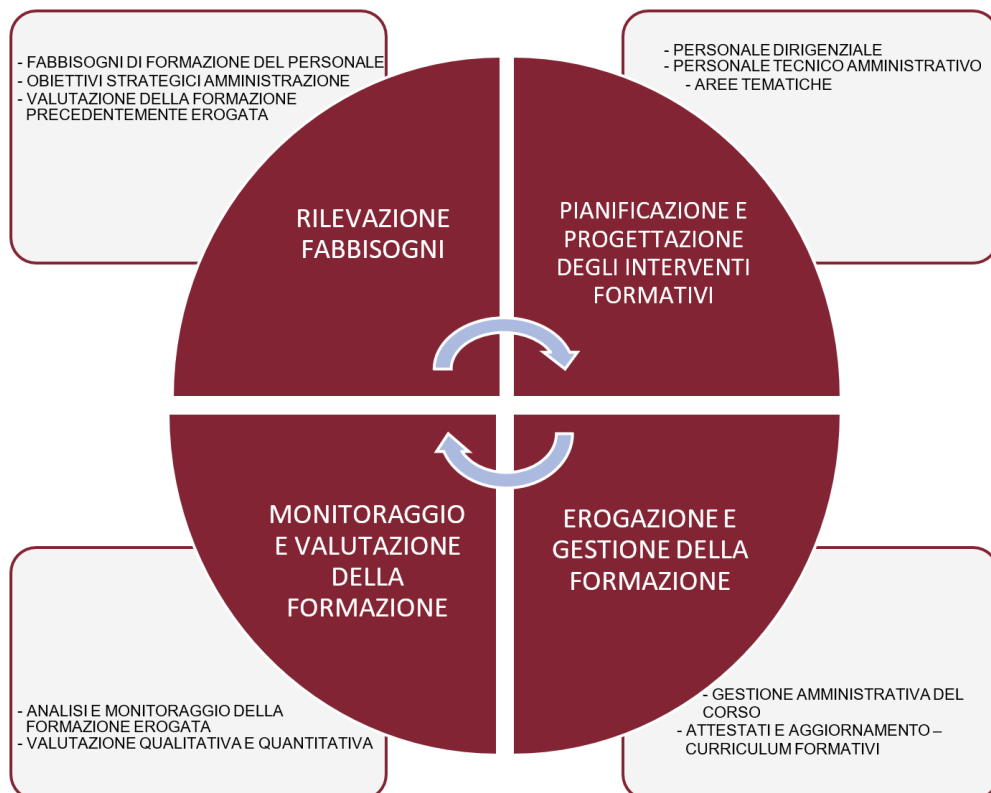 - FABBISOGNI DI FORMAZIONE DEL PERSONALE
- OBIETTIVI STRATEGICI AMMINISTRAZIONE
- VALUTAZIONE DELLA FORMAZIONE
PRECEDENTEMENTE EROGATA
- PERSONALE DIRIGENZIALE
- PERSONALE TECNICO AMMINISTRATIVO
- AREE TEMATICHE
RILEVAZIONE
FABBISOGNI
PIANIFICAZIONE E
PROGETTAZIONE
DEGLI INTERVENTI
FORMATIVI
MONITORAGGIO
E VALUTAZIONE
DELLA
FORMAZIONE
EROGAZIONE E
GESTIONE DELLA
FORMAZIONE
- ANALISI E MONITORAGGIO DELLA
FORMAZIONE EROGATA
- VALUTAZIONE QUALITATIVA E QUANTITATIVA
- GESTIONE AMMINISTRATIVA DEL
CORSO
- ATTESTATI E AGGIORNAMENTO –
CURRICULUM FORMATIVI